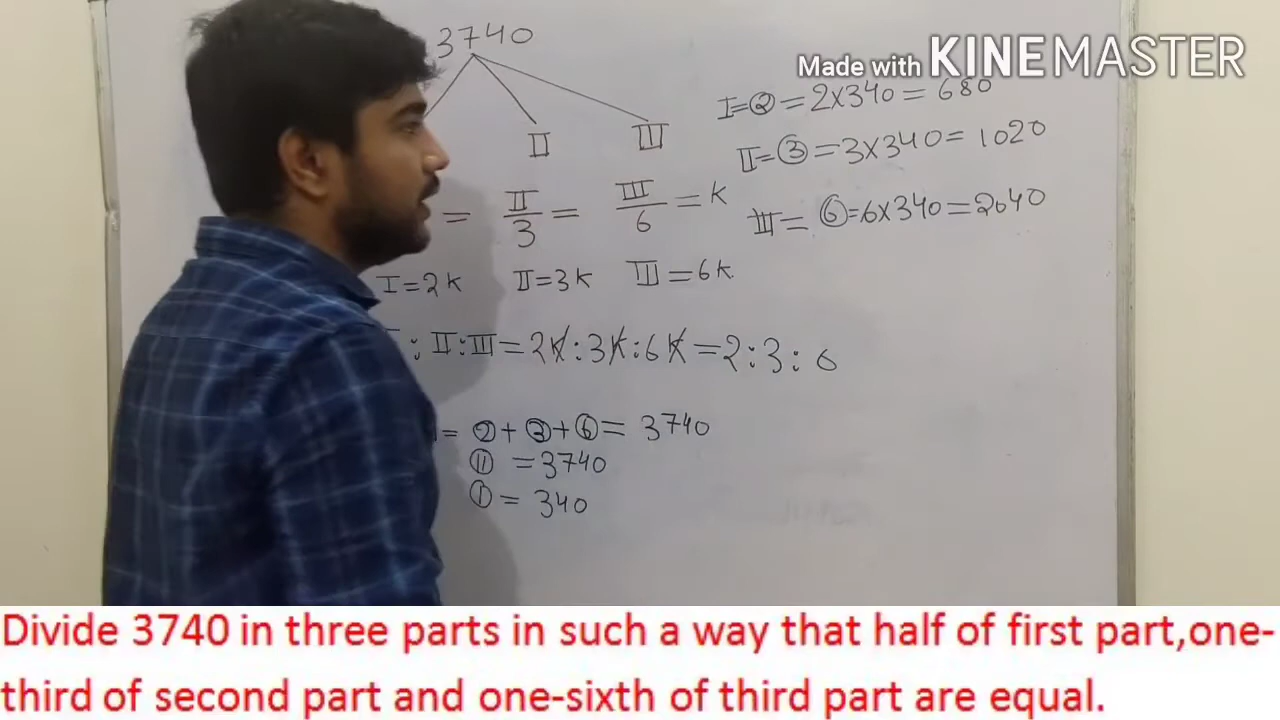 3740
Made with KINEMASTER
I=②=2×340=680
II III
II=③=3×340=1020
= II/3 = III/6 = K
III=⑥=6×340=2040
I=2K II=3K III=6K
: II : III = 2K : 3K : 6K = 2 : 3 : 6
= ②+③+⑥= 3740
⑪ =3740
① = 340
Divide 3740 in three parts in such a way that half of first part,one-
third of second part and one-sixth of third part are equal.